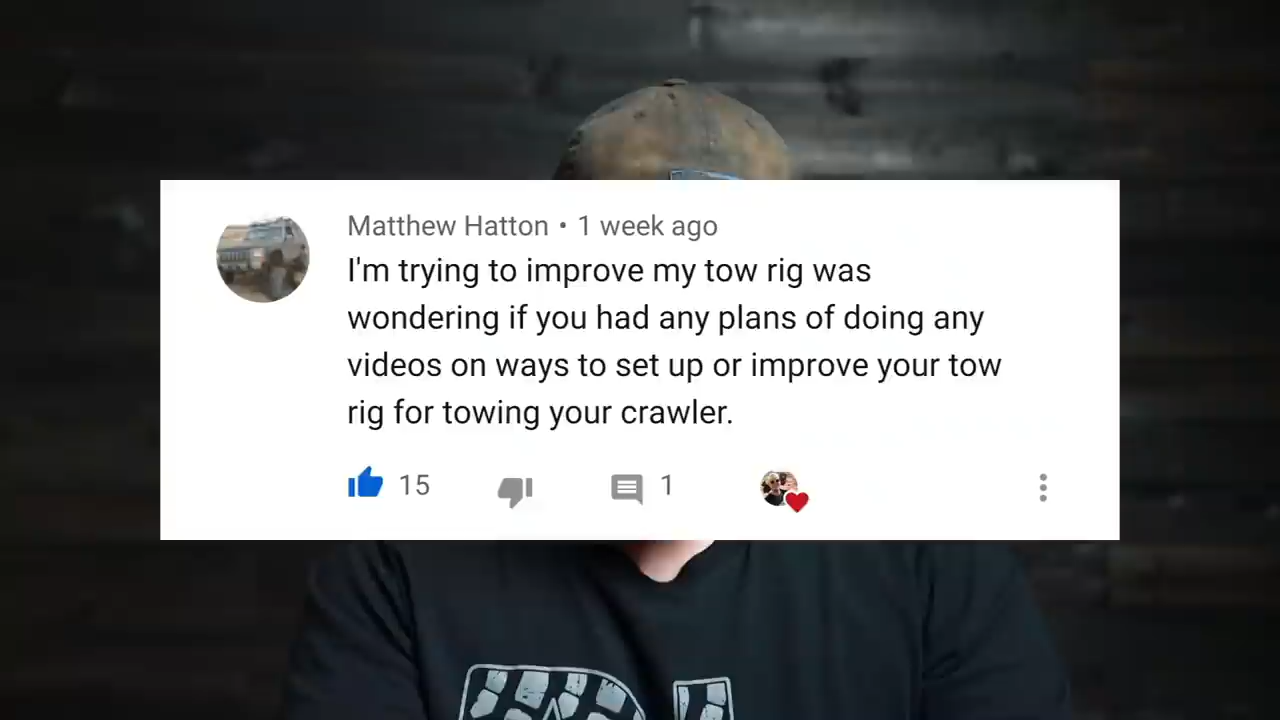 Matthew Hatton • 1 week ago
I'm trying to improve my tow rig was
wondering if you had any plans of doing any
videos on ways to set up or improve your tow
rig for towing your crawler.
15
1